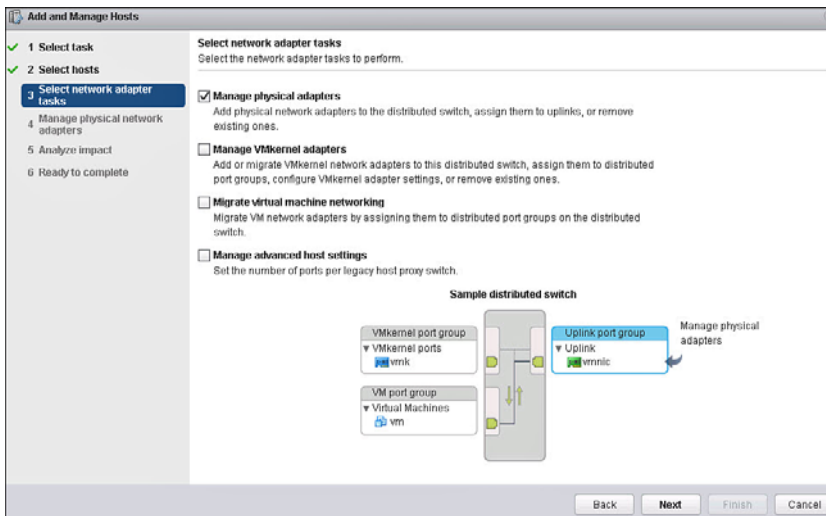 Add and Manage Hosts
1 Select task
2 Select hosts
3 Select network adapter
tasks
4 Manage physical network
adapters
5 Analyze impact
6 Ready to complete
Select network adapter tasks
Select the network adapter tasks to perform.
Manage physical adapters
Add physical network adapters to the distributed switch, assign them to uplinks, or remove
existing ones.
Manage VMkernel adapters
Add or migrate VMkernel network adapters to this distributed switch, assign them to distributed
port groups, configure VMkernel adapter settings, or remove existing ones.
Migrate virtual machine networking
Migrate VM network adapters by assigning them to distributed port groups on the distributed
switch.
Manage advanced host settings
Set the number of ports per legacy host proxy switch.
Sample distributed switch
VMkernel port group
VMkernel ports
vmk
VM port group
Virtual Machines
vm
Uplink port group
Uplink
vmnic
Manage physical
adapters
Back
Next
Finish
Cancel